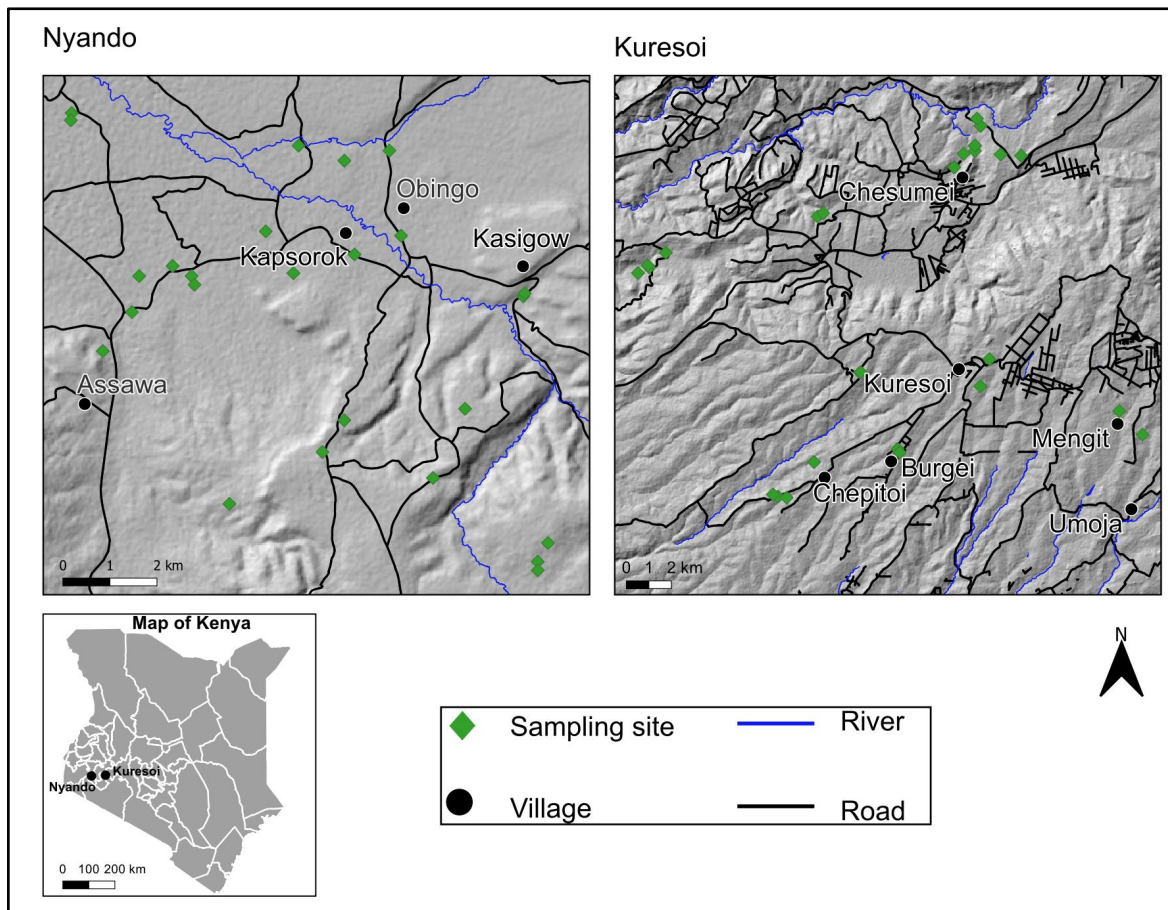 Nyando
Kuresoi
Obingo
Kapsorok
Kasigow
Assawa
0 1 2 km
Chesumei
Kuresoi
Mengit
Burgei
Chepitoi
Umoja
0 1 2 km
Map of Kenya
Kuresoi
Nyando
0 100 200 km
N
Sampling site
River
Village
Road